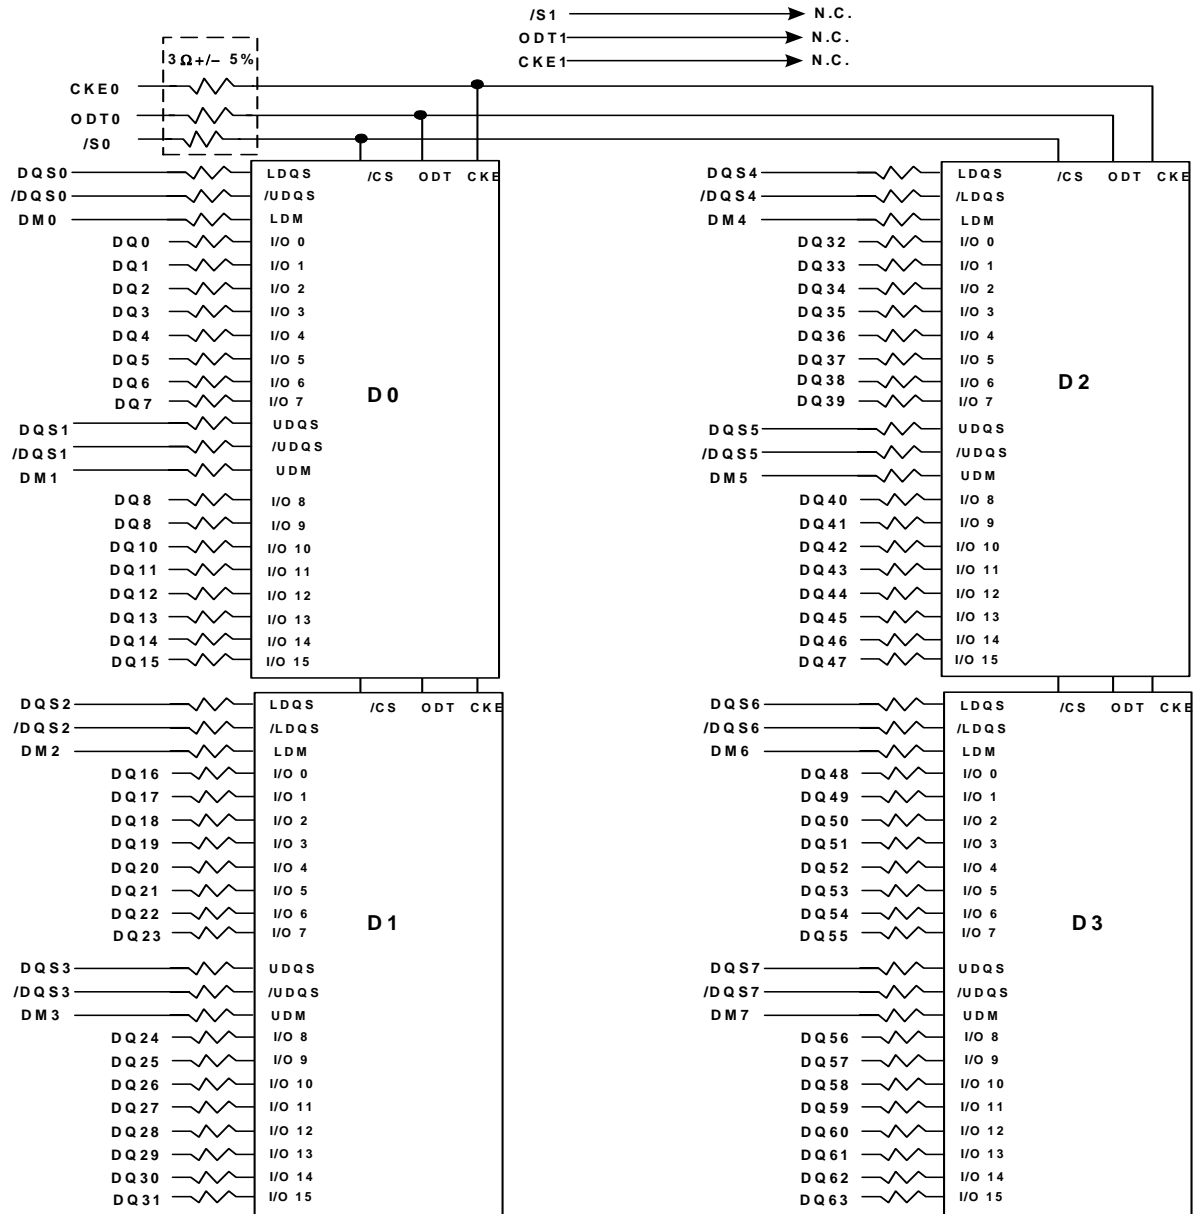 /S1 N.C.
ODT1 N.C.
CKE1 N.C.
3Ω+/- 5%
CKE0
ODT0
/S0
DQS0 LDQS /CS ODT CKE
/DQS0 /UDQS
DM0 LDM
DQ0 I/O 0
DQ1 I/O 1
DQ2 I/O 2
DQ3 I/O 3
DQ4 I/O 4
DQ5 I/O 5
DQ6 I/O 6
DQ7 I/O 7
D0
DQS1 UDQS
/DQS1 /UDQS
DM1 UDM
DQ8 I/O 8
DQ8 I/O 9
DQ10 I/O 10
DQ11 I/O 11
DQ12 I/O 12
DQ13 I/O 13
DQ14 I/O 14
DQ15 I/O 15
DQS4 LDQS /CS ODT CKE
/DQS4 /LDQS
DM4 LDM
DQ32 I/O 0
DQ33 I/O 1
DQ34 I/O 2
DQ35 I/O 3
DQ36 I/O 4
DQ37 I/O 5
DQ38 I/O 6
DQ39 I/O 7
D2
DQS5 UDQS
/DQS5 /UDQS
DM5 UDM
DQ40 I/O 8
DQ41 I/O 9
DQ42 I/O 10
DQ43 I/O 11
DQ44 I/O 12
DQ45 I/O 13
DQ46 I/O 14
DQ47 I/O 15
DQS2 LDQS /CS ODT CKE
/DQS2 /LDQS
DM2 LDM
DQ16 I/O 0
DQ17 I/O 1
DQ18 I/O 2
DQ19 I/O 3
DQ20 I/O 4
DQ21 I/O 5
DQ22 I/O 6
DQ23 I/O 7
D1
DQS3 UDQS
/DQS3 /UDQS
DM3 UDM
DQ24 I/O 8
DQ25 I/O 9
DQ26 I/O 10
DQ27 I/O 11
DQ28 I/O 12
DQ29 I/O 13
DQ30 I/O 14
DQ31 I/O 15
DQS6 LDQS /CS ODT CKE
/DQS6 /LDQS
DM6 LDM
DQ48 I/O 0
DQ49 I/O 1
DQ50 I/O 2
DQ51 I/O 3
DQ52 I/O 4
DQ53 I/O 5
DQ54 I/O 6
DQ55 I/O 7
D3
DQS7 UDQS
/DQS7 /UDQS
DM7 UDM
DQ56 I/O 8
DQ57 I/O 9
DQ58 I/O 10
DQ59 I/O 11
DQ60 I/O 12
DQ61 I/O 13
DQ62 I/O 14
DQ63 I/O 15